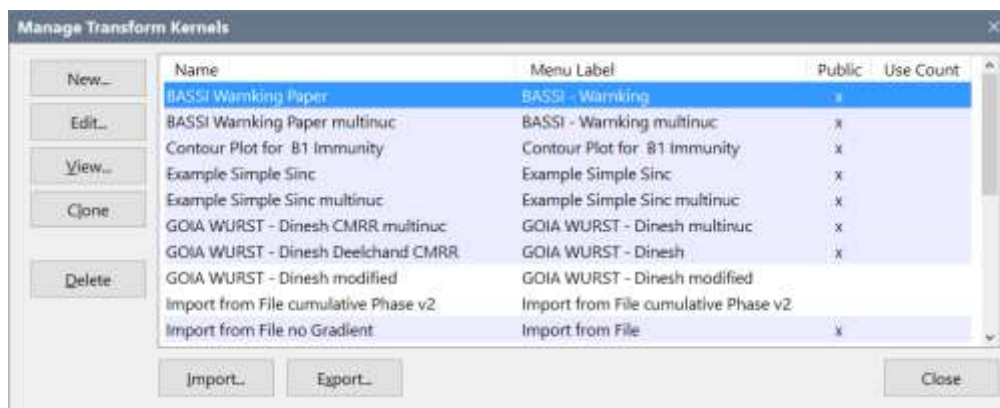 Manage Transform Kernels
New...
Edit...
View...
Clone
Delete
Name Menu Label Public Use Count
BASSI Warnking Paper BASSI - Warnking x
BASSI Warnking Paper multinuc BASSI - Warnking multinuc x
Contour Plot for B1 Immunity Contour Plot for B1 Immunity x
Example Simple Sinc Example Simple Sinc x
Example Simple Sinc multinuc Example Simple Sinc multinuc x
GOIA WURST - Dinesh CMRR multinuc GOIA WURST - Dinesh multinuc x
GOIA WURST - Dinesh Deelchand CMRR GOIA WURST - Dinesh x
GOIA WURST - Dinesh modified GOIA WURST - Dinesh modified
Import from File cumulative Phase v2 Import from File cumulative Phase v2
Import from File no Gradient Import from File x
Import... Export... Close